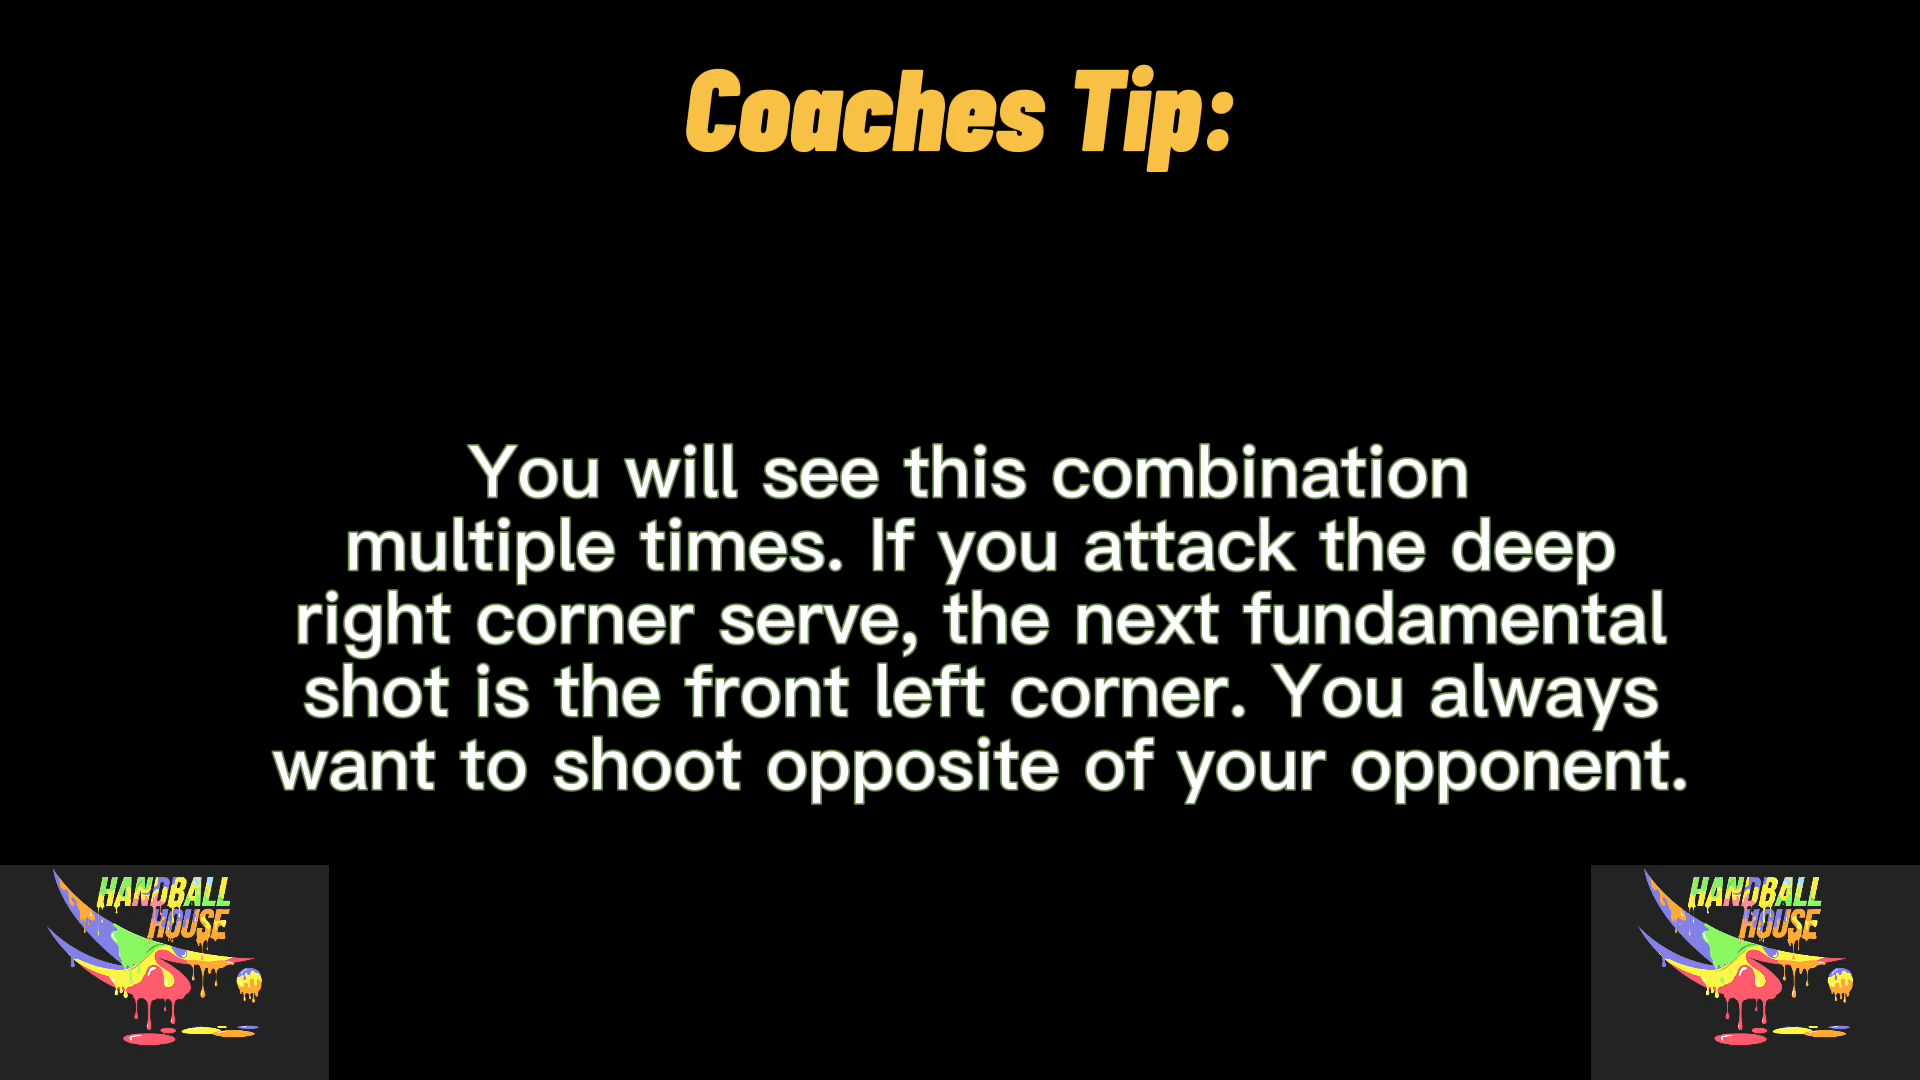 Coaches Tip:
You will see this combination
multiple times. If you attack the deep
right corner serve, the next fundamental
shot is the front left corner. You always
want to shoot opposite of your opponent.
HANDBALL
HOUSE
HANDBALL
HOUSE